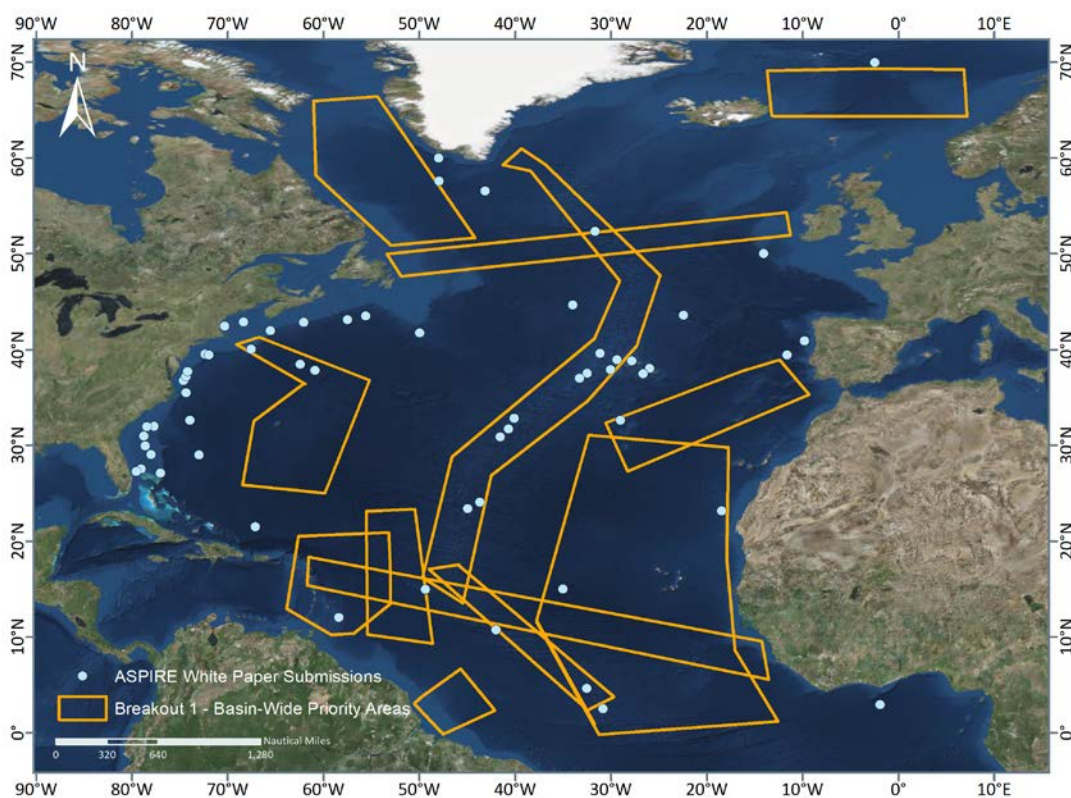 90°W 80°W 70°W 60°W 50°W 40°W 30°W 20°W 10°W 0° 10°E
70°N 70°N
N
60°N 60°N
50°N 50°N
40°N 40°N
30°N 30°N
20°N 20°N
10°N 10°N
ASPIRE White Paper Submissions
Breakout 1 - Basin-Wide Priority Areas
0° 0°
Nautical Miles
0 320 640 1,280
90°W 80°W 70°W 60°W 50°W 40°W 30°W 20°W 10°W 0° 10°E